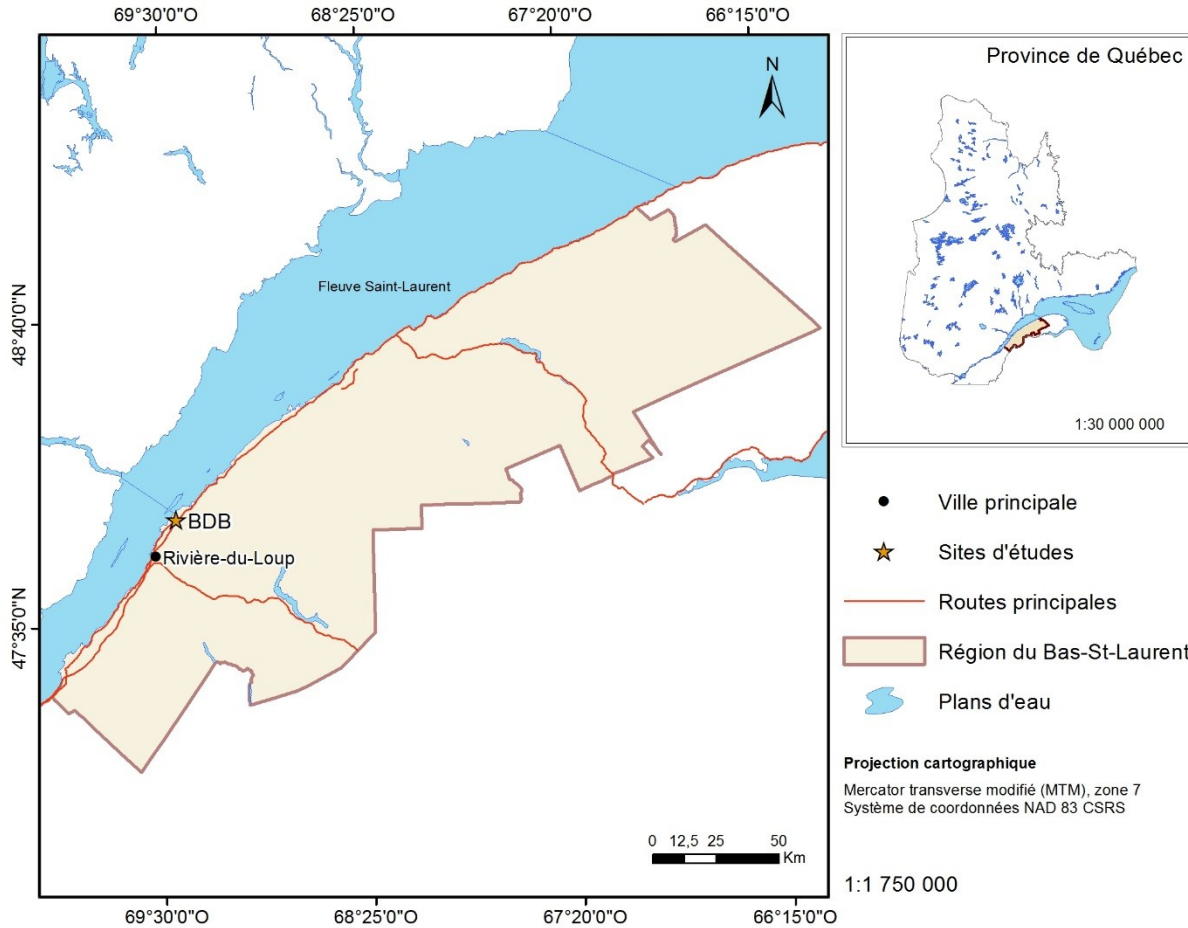 69°30'0"O 68°25'0"O 67°20'0"O 66°15'0"O
N
Fleuve Saint-Laurent
48°40'0"N
BDB
Rivière-du-Loup
47°35'0"N
0 12,5 25 50
Km
69°30'0"O 68°25'0"O 67°20'0"O 66°15'0"O
Province de Québec
1:30 000 000
Ville principale
Sites d'études
Routes principales
Région du Bas-St-Laurent
Plans d'eau
Projection cartographique
Mercator transverse modifié (MTM), zone 7
Système de coordonnées NAD 83 CSRS
1:1 750 000